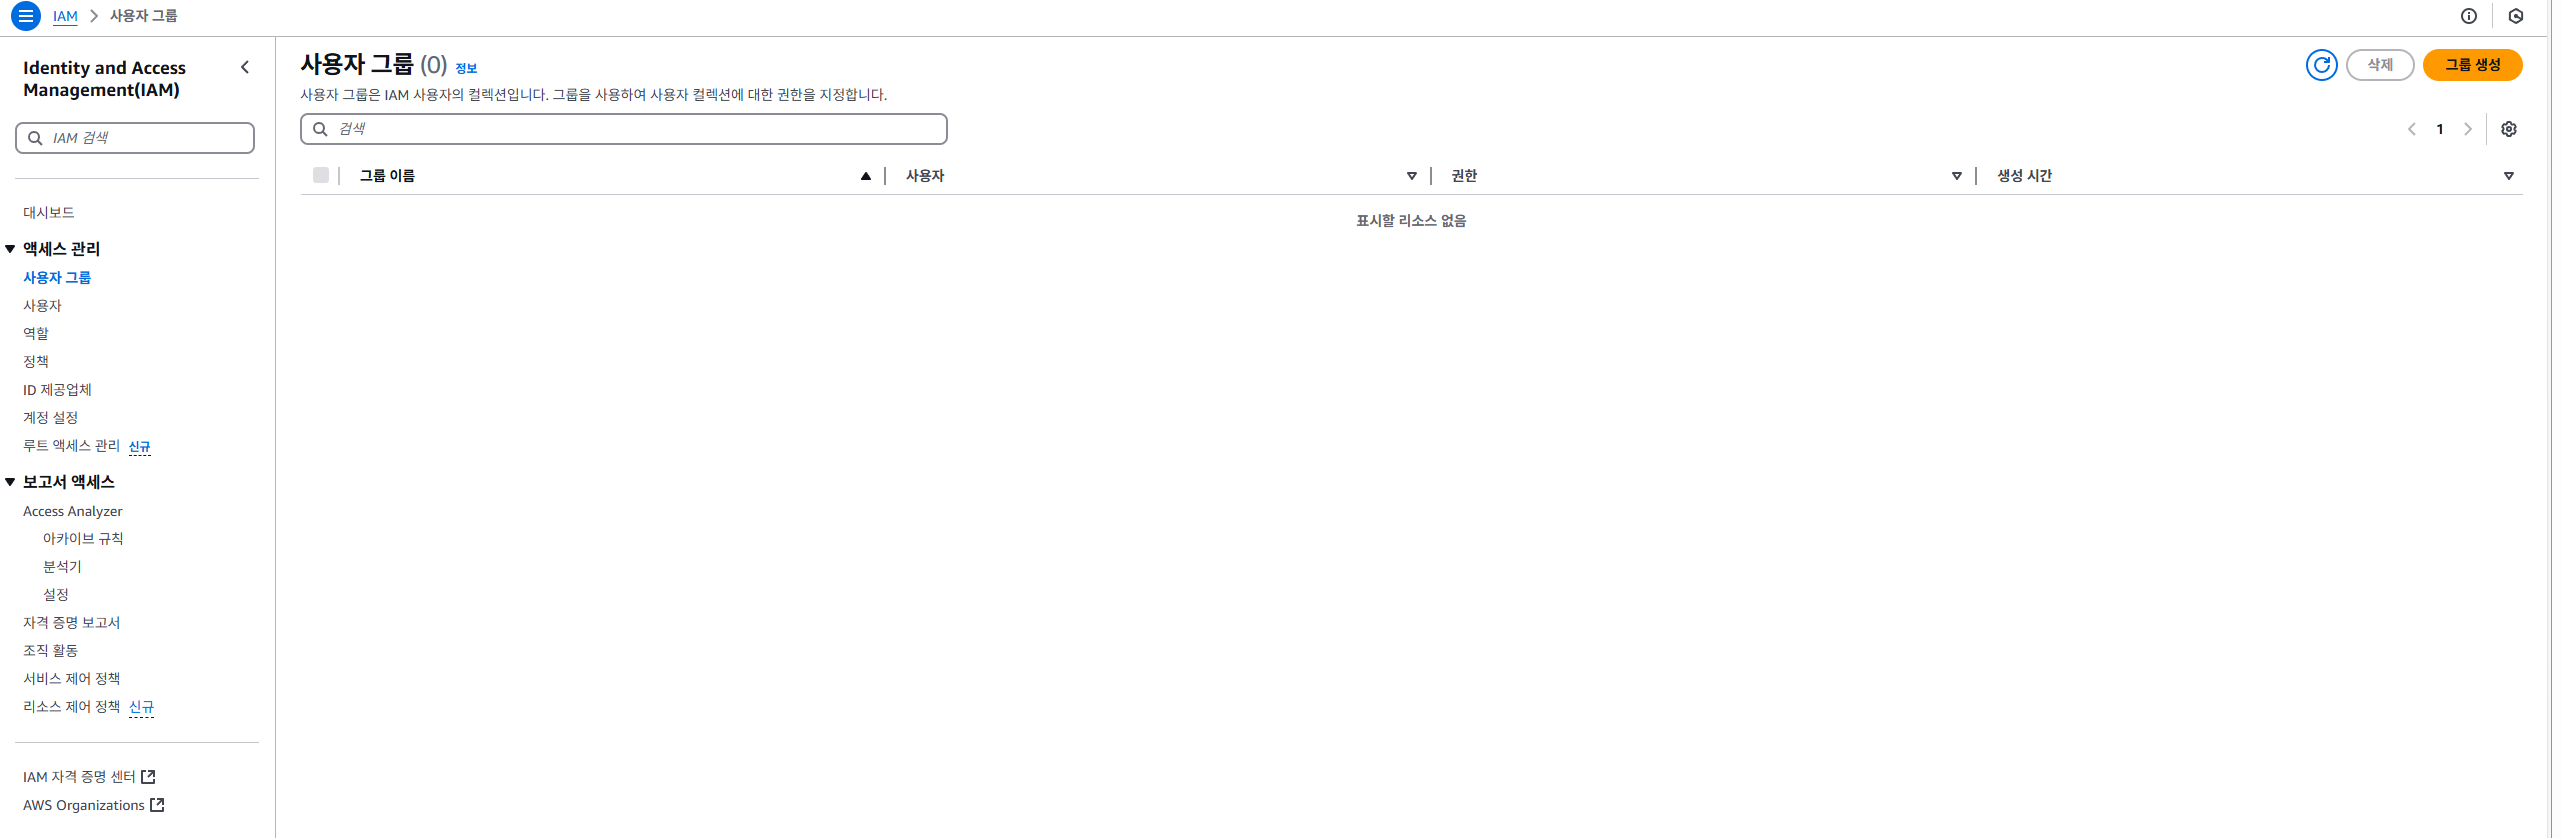 IAM > 사용자 그룹
Identity and Access
Management(IAM)
IAM 검색
대시보드
액세스 관리
사용자 그룹
사용자
역할
정책
ID 제공업체
계정 설정
루트 액세스 관리 신규
보고서 액세스
Access Analyzer
아카이브 규칙
분석기
설정
자격 증명 보고서
조직 활동
서비스 제어 정책
리소스 제어 정책 신규
IAM 자격 증명 센터
AWS Organizations
사용자 그룹 (0) 정보
삭제
그룹 생성
사용자 그룹은 IAM 사용자의 컬렉션입니다. 그룹을 사용하여 사용자 컬렉션에 대한 권한을 지정합니다.
검색
1
그룹 이름 사용자 권한 생성 시간
표시할 리소스 없음